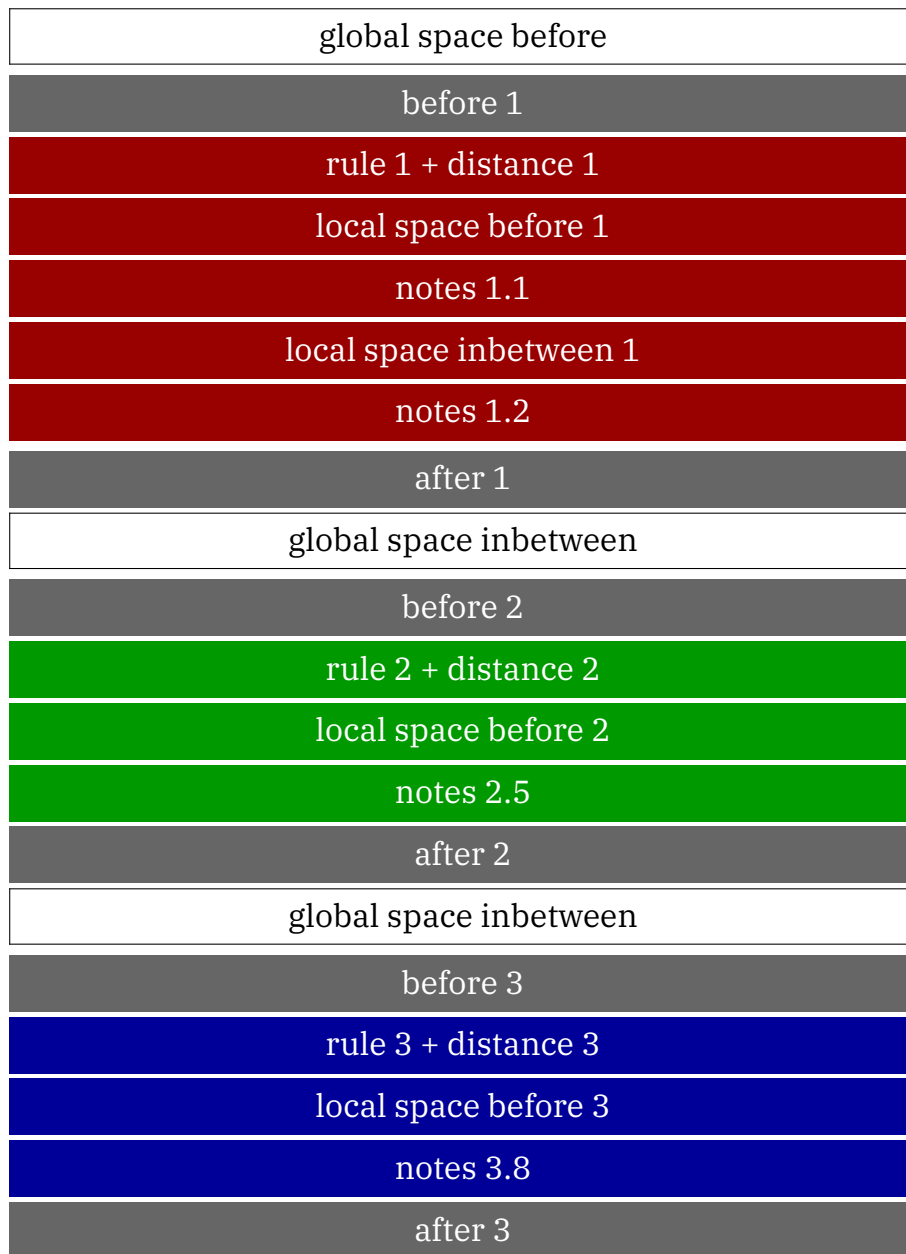 global space before
before 1
rule 1 + distance 1
local space before 1
notes 1.1
local space inbetween 1
notes 1.2
after 1
global space inbetween
before 2
rule 2 + distance 2
local space before 2
notes 2.5
after 2
global space inbetween
before 3
rule 3 + distance 3
local space before 3
notes 3.8
after 3